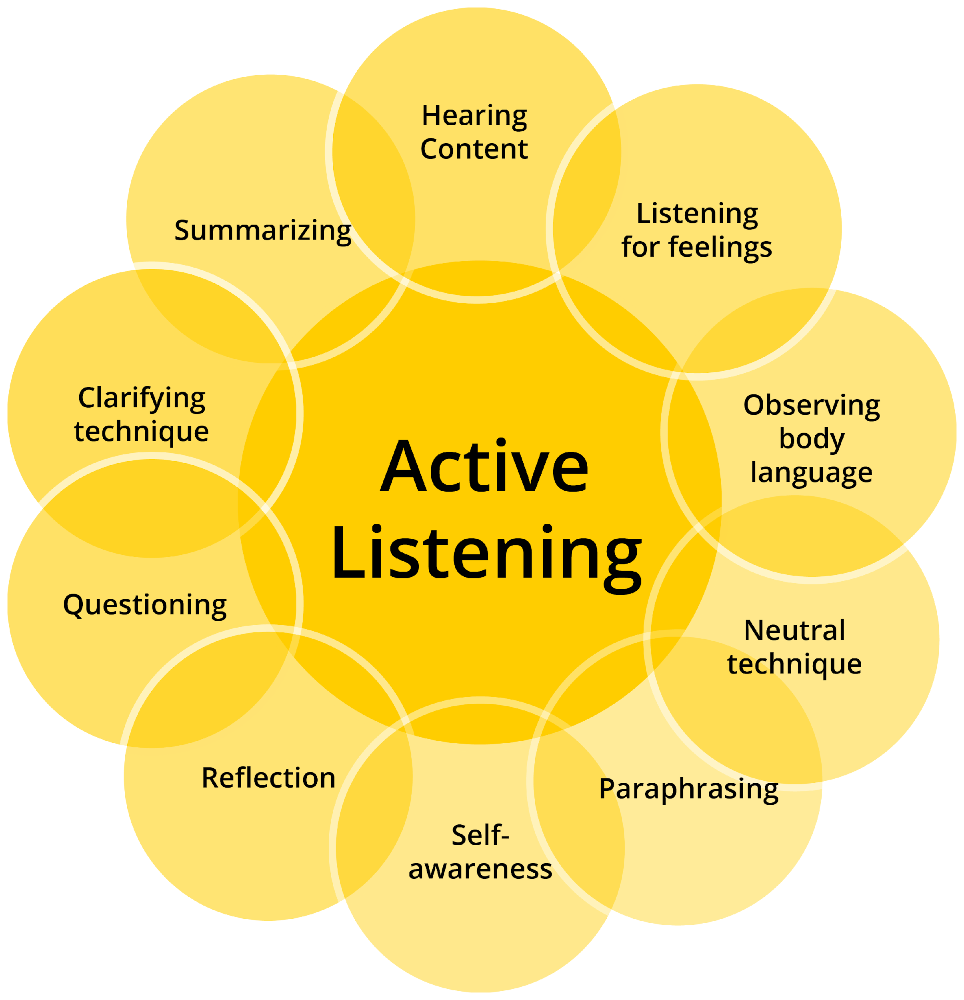 Hearing
Content
Listening
for feelings
Summarizing
Clarifying
technique
Observing
body
language
Active
Listening
Questioning
Neutral
technique
Reflection
Paraphrasing
Self-
awareness